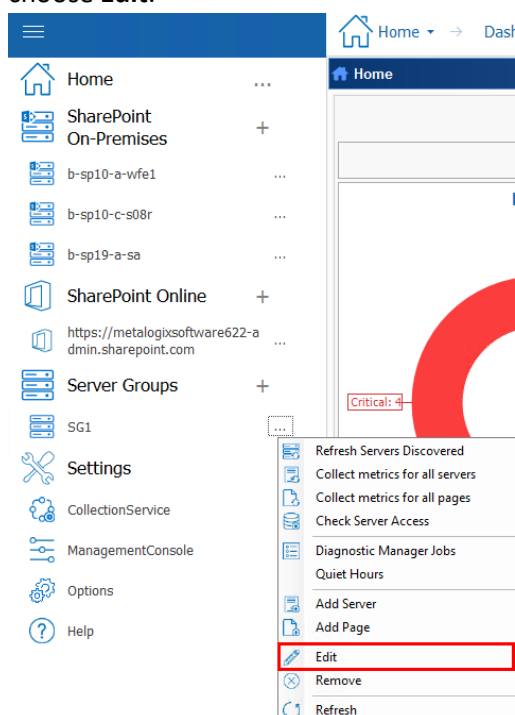 choose Edit.
Home
Home
...
SharePoint
On-Premises
+
b-sp10-a-wfe1
...
b-sp10-c-s08r
...
b-sp19-a-sa
...
SharePoint Online
+
https://metalogixsoftware622-a
dmin.sharepoint.com
...
Server Groups
+
SG1
...
Settings
CollectionService
ManagementConsole
Options
Help
Home
Critical: 4
Refresh Servers Discovered
Collect metrics for all servers
Collect metrics for all pages
Check Server Access
Diagnostic Manager Jobs
Quiet Hours
Add Server
Add Page
Edit
Remove
Refresh